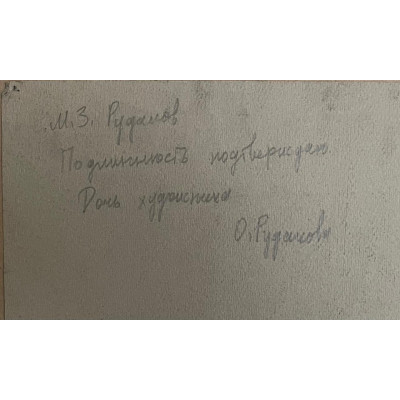 М.З. Рудаков
Подлинность подтверждаю
Дочь художника
О. Рудакова